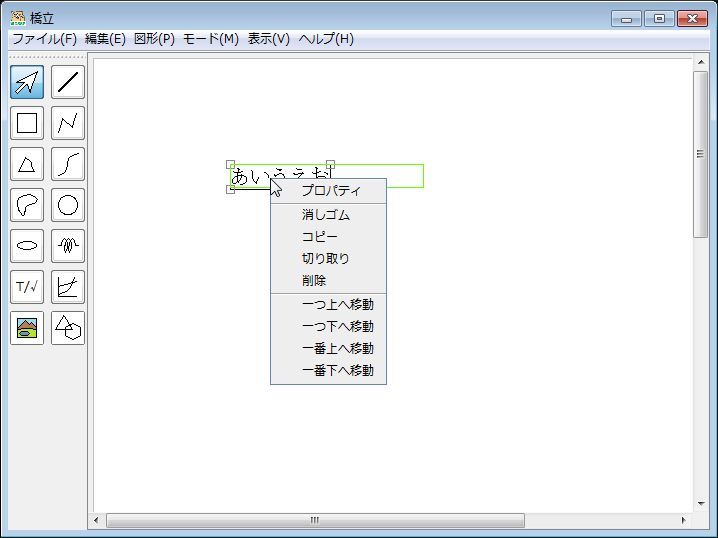 橋立
ファイル(F) 編集(E) 図形(P) モード(M) 表示(V) ヘルプ(H)
T/√
あいうえお
プロパティ
消しゴム
コピー
切り取り
削除
一つ上へ移動
一つ下へ移動
一番上へ移動
一番下へ移動